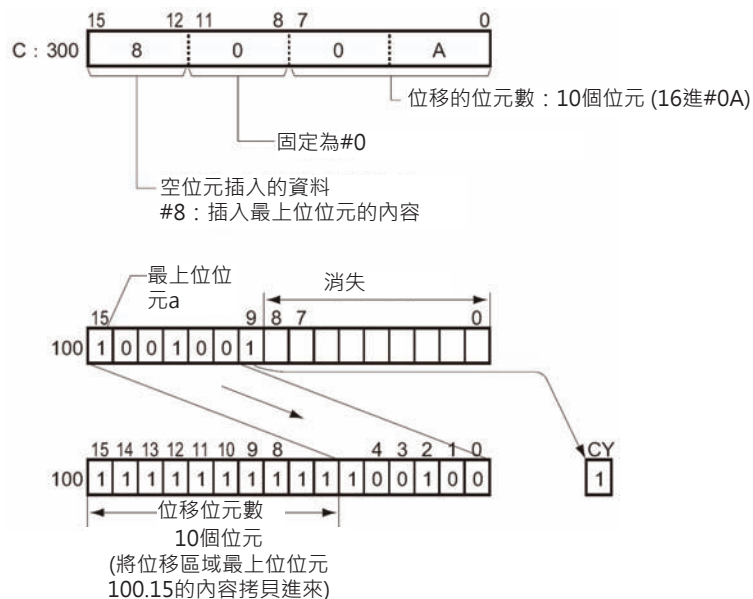 15 12 11 8 7 0
C：300 8 0 0 A
位移的位元數：10個位元 (16進#0A)
固定為#0
空位元插入的資料
#8：插入最上位位元的內容
最上位位
元a
消失
15 9 8 7 0
100 1 0 0 1 0 0 1
15 14 13 12 11 10 9 8 4 3 2 1 0 CY
100 1 1 1 1 1 1 1 1 1 1 1 0 0 1 0 0 1
位移位元數
10個位元
(將位移區域最上位位元
100.15的內容拷貝進來)